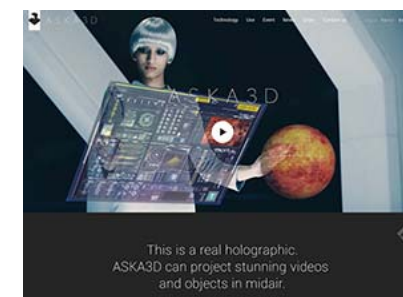 ASKA3D
Technology Use Event News
ASKA3D
This is a real holographic.
ASKA3D can project stunning videos
and objects in midair.